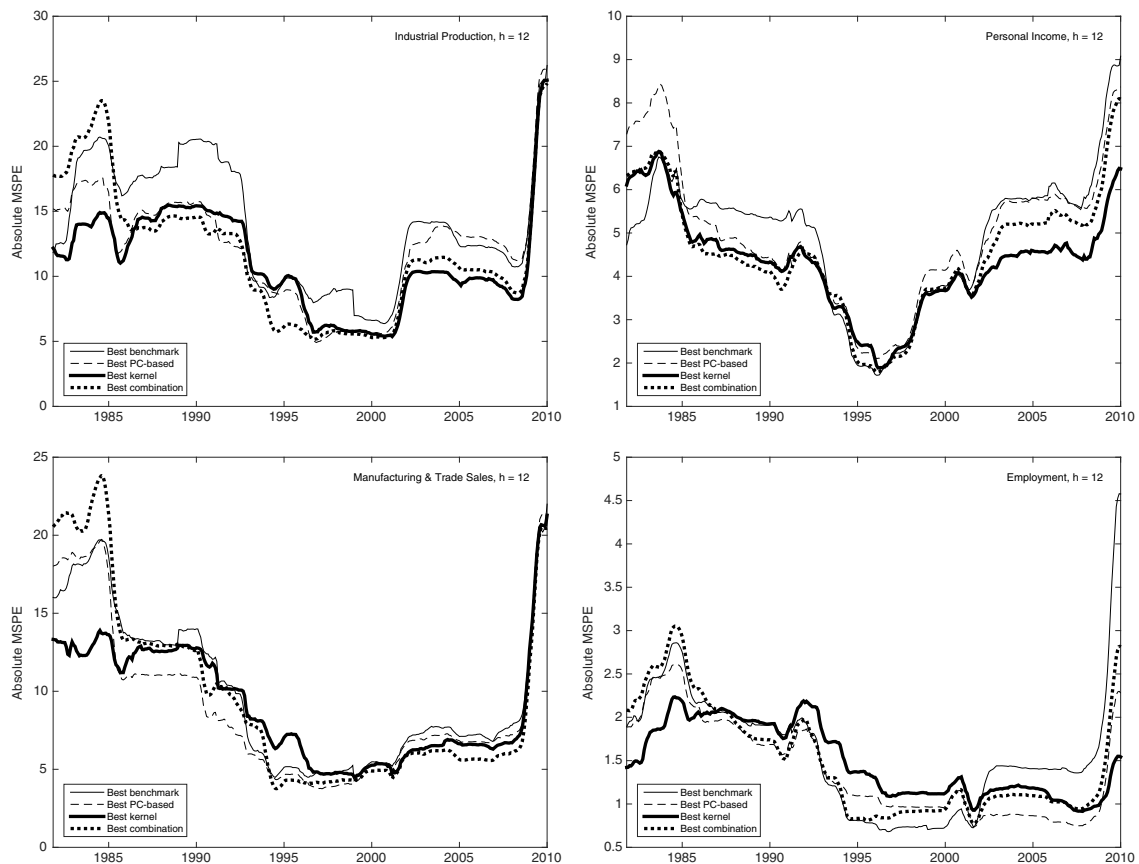 Industrial Production, h = 12
Absolute MSPE
30
25
20
15
10
5
0
Best benchmark
Best PC-based
Best kernel
Best combination
1985 1990 1995 2000 2005 2010
Personal Income, h = 12
Absolute MSPE
10
9
8
7
6
5
4
3
2
1
Best benchmark
Best PC-based
Best kernel
Best combination
1985 1990 1995 2000 2005 2010
Manufacturing & Trade Sales, h = 12
Absolute MSPE
25
20
15
10
5
0
Best benchmark
Best PC-based
Best kernel
Best combination
1985 1990 1995 2000 2005 2010
Employment, h = 12
Absolute MSPE
5
4.5
4
3.5
3
2.5
2
1.5
1
0.5
Best benchmark
Best PC-based
Best kernel
Best combination
1985 1990 1995 2000 2005 2010